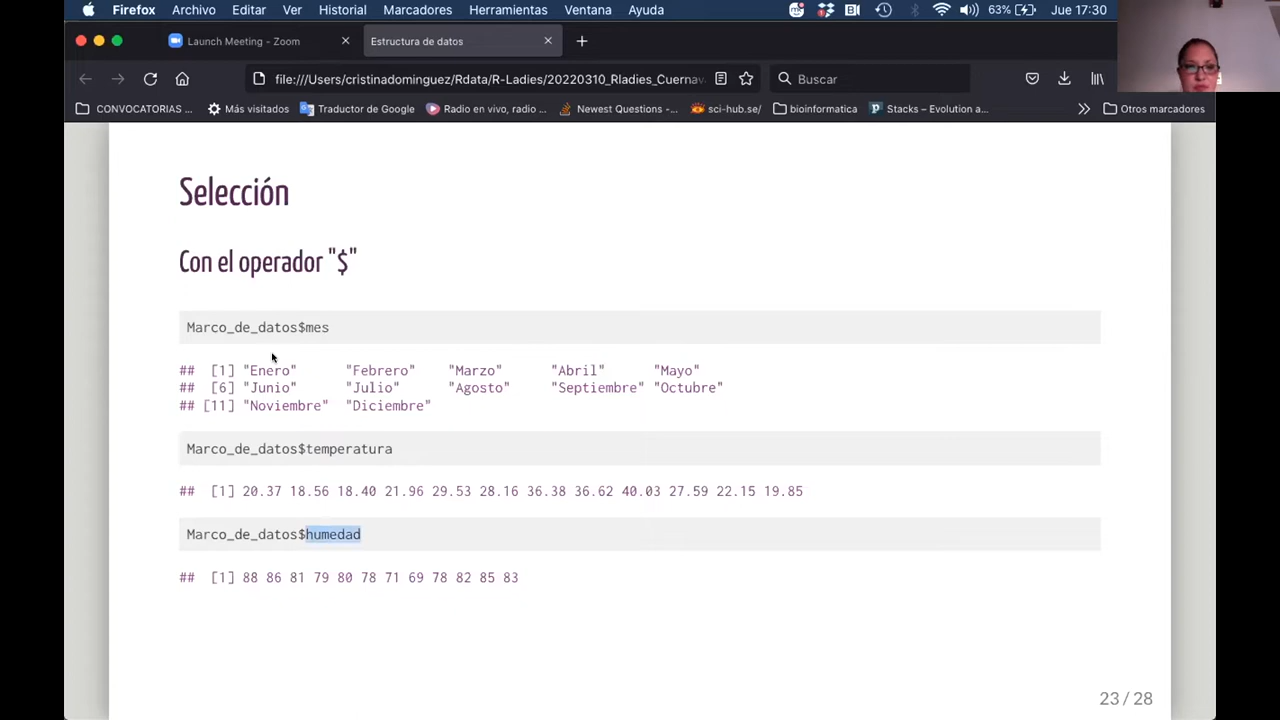 Firefox Archivo Editar Ver Historial Marcadores Herramientas Ventana Ayuda 63% Jue 17:30
Launch Meeting - Zoom Estructura de datos
file:///Users/cristinadominguez/Rdata/R-Ladies/20220310_Rladies_Cuernav Buscar
CONVOCATORIAS ... Más visitados Traductor de Google Radio en vivo, radio ... Newest Questions -... sci-hub.se/ bioinformatica Stacks – Evolution a... Otros marcadores
Selección
Con el operador "$"
Marco_de_datos$mes
## [1] "Enero" "Febrero" "Marzo" "Abril" "Mayo"
## [6] "Junio" "Julio" "Agosto" "Septiembre" "Octubre"
## [11] "Noviembre" "Diciembre"
Marco_de_datos$temperatura
## [1] 20.37 18.56 18.40 21.96 29.53 28.16 36.38 36.62 40.03 27.59 22.15 19.85
Marco_de_datos$humedad
## [1] 88 86 81 79 80 78 71 69 78 82 85 83
23 / 28